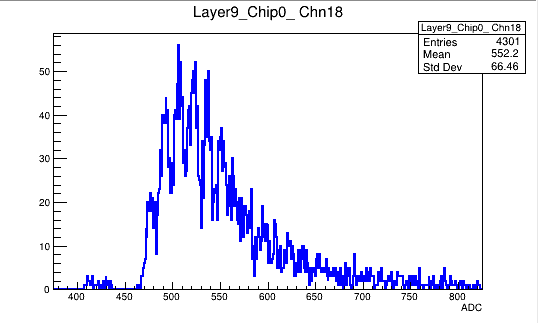 Layer9_Chip0_ Chn18
Layer9_Chip0_ Chn18
Entries 4301
Mean 552.2
Std Dev 66.46
50
40
30
20
10
0
400 450 500 550 600 650 700 750 800
ADC